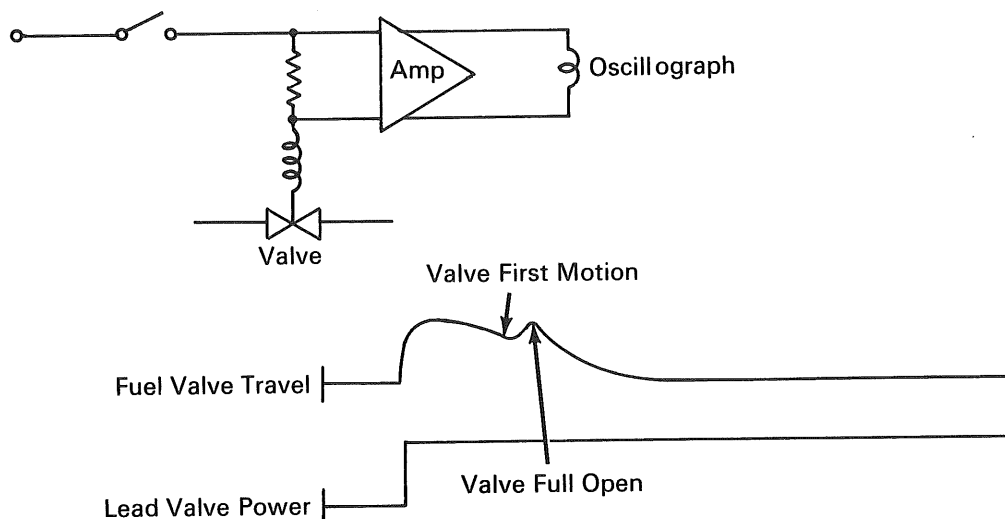 Amp
Oscillograph
Valve
Valve First Motion
Fuel Valve Travel
Valve Full Open
Lead Valve Power